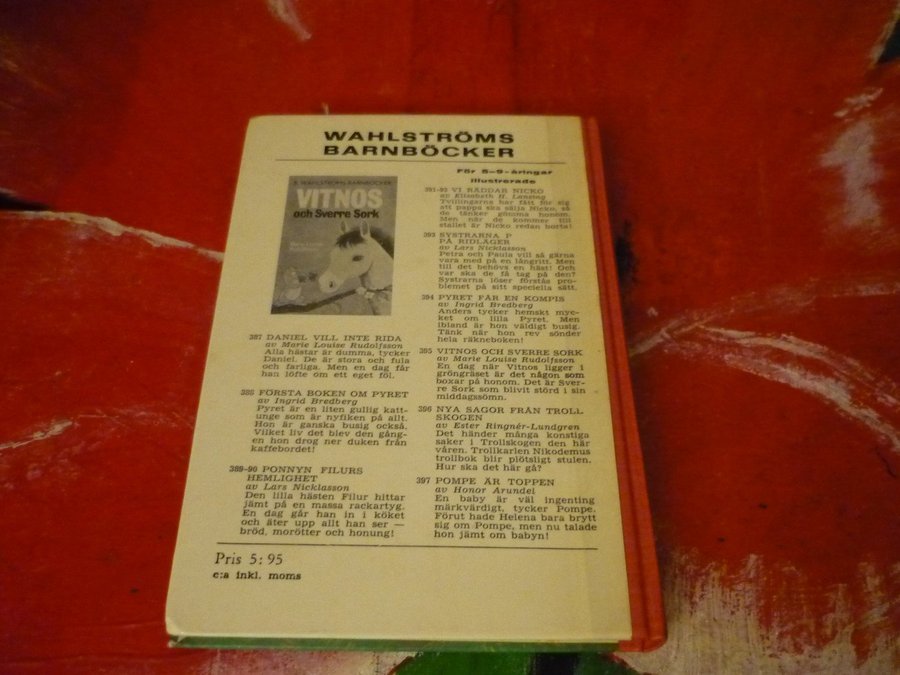 WAHLSTRÖMS
BARNBÖCKER
B. WAHLSTRÖMS BARNBÖCKER
VITNOS
och Sverre Sork
387 DANIEL VILL INTE RIDA
av Marie Louise Rudolfsson
Alla hästar är dumma, tycker
Daniel. De är stora och fula
och farliga. Men en dag får
han löfte om ett eget föl.
388 FÖRSTA BOKEN OM PYRET
av Ingrid Bredberg
Pyret är en liten gullig katt-
unge som är nyfiken på allt.
Hon är ganska busig också.
Vilket liv det blev den gång-
en hon drog ner duken från
kaffebordet!
389-90 PONNYN FILURS
HEMLIGHET
av Lars Nicklasson
Den lilla hästen Filur hittar
jämt på en massa rackartyg.
En dag går han in i köket
och äter upp allt han ser —
bröd, morötter och honung!
För 5-9-åringar
illustrerade
391-92 VI RÄDDAR NICKO
av Elisabeth H. Lansing
Tvillingarna har fått för sig
att pappa ska sälja Nicko, så
de tänker gömma honom.
Men när de kommer till
stallet är Nicko redan borta!
393 SYSTRARNA P
PÅ RIDLÄGER
av Lars Nicklasson
Petra och Paula vill så gärna
vara med på en långritt. Men
till det behövs en häst! Och
var ska de få tag på den?
Systrarna löser förstås pro-
blemet på sitt speciella sätt.
394 PYRET FÅR EN KOMPIS
av Ingrid Bredberg
Anders tycker hemskt myc-
ket om lilla Pyret. Men
ibland är hon väldigt busig.
Tänk när hon rev sönder
hela räkneboken!
395 VITNOS OCH SVERRE SORK
av Marie Louise Rudolfsson
En dag när Vitnos ligger i
gröngräset är det någon som
boxar på honom. Det är Sver-
re Sork som blivit störd i sin
middagssömn.
396 NYA SAGOR FRÅN TROLL
SKOGEN
av Ester Ringnér-Lundgren
Det händer många konstiga
saker i Trollskogen den här
våren. Trollkarlen Nikodemus
trollbok blir plötsligt stulen.
Hur ska det här gå?
397 POMPE ÄR TOPPEN
av Honor Arundel
En baby är väl ingenting
märkvärdigt, tycker Pompe.
Förut hade Helena bara brytt
sig om Pompe, men nu talade
hon jämt om babyn!
Pris 5:95
c:a inkl. moms